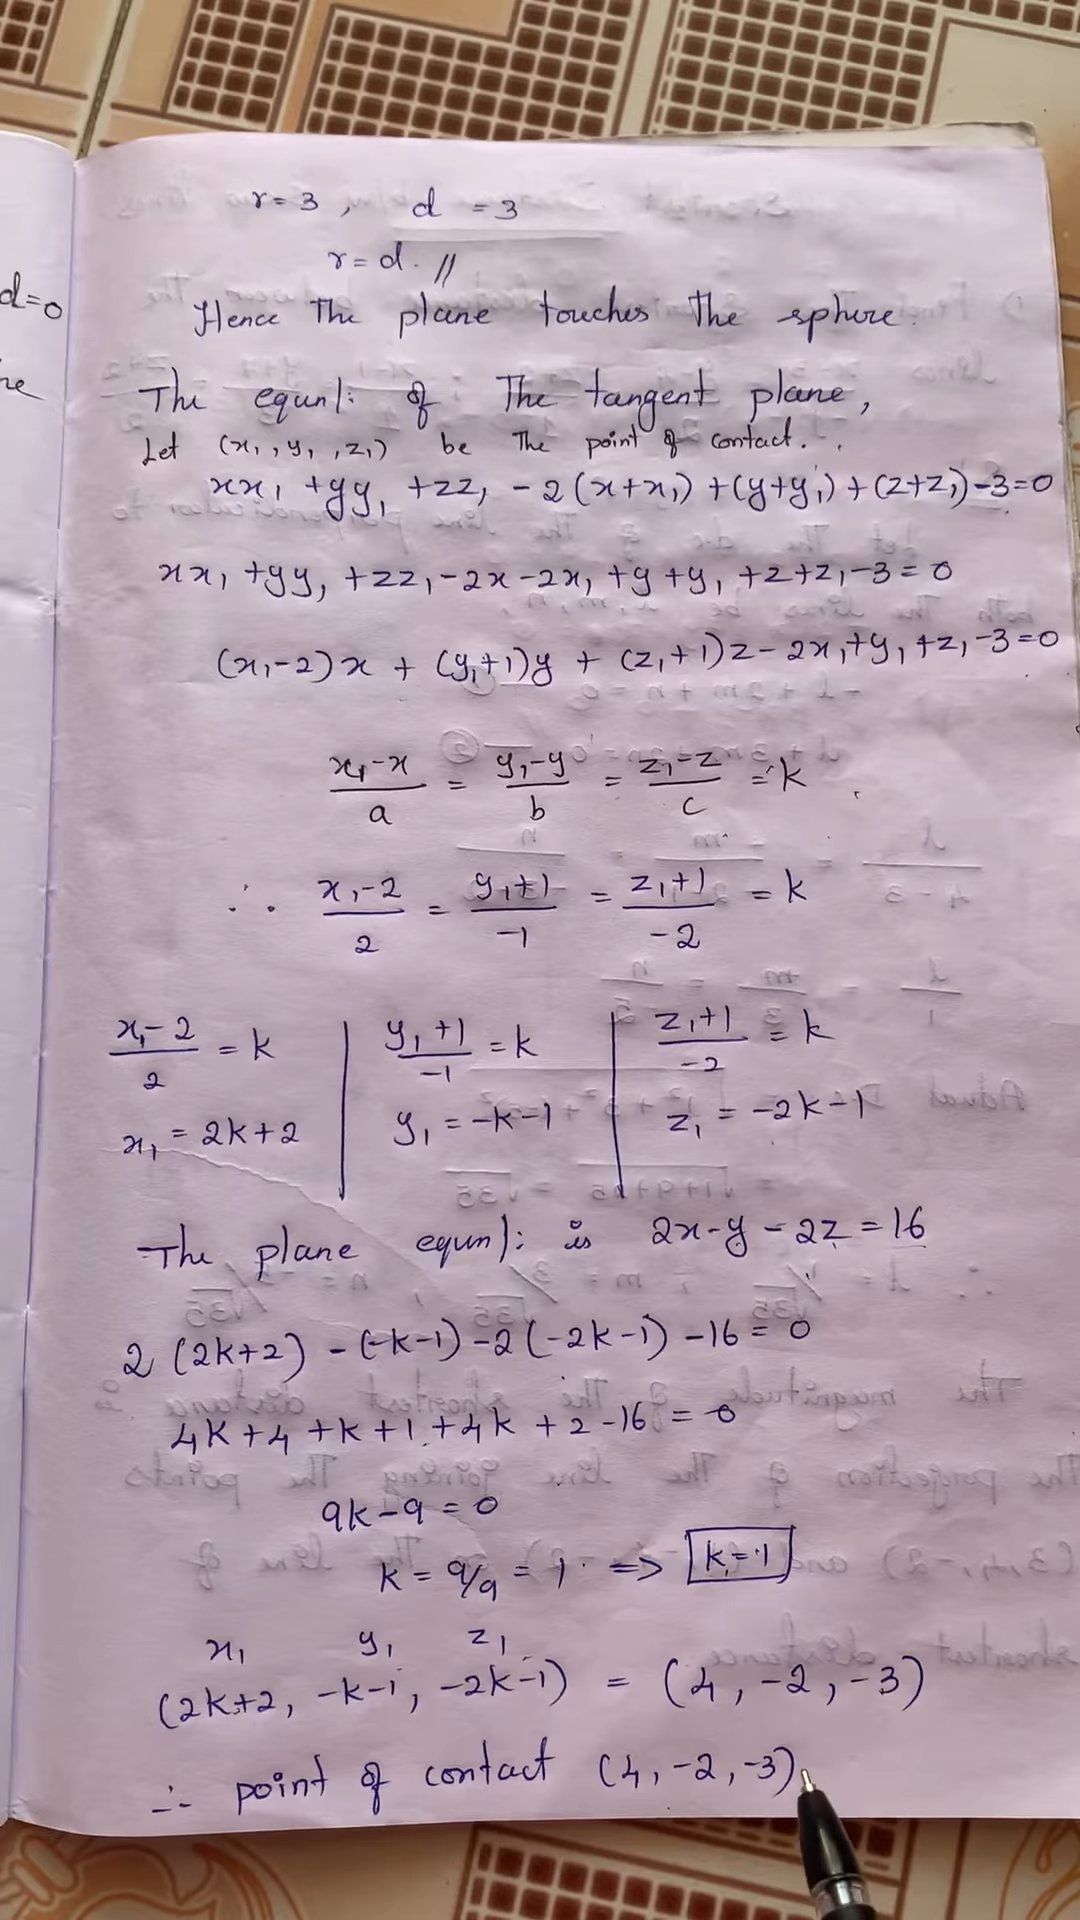 d=0
r=3, d=3
r=d.//
Hence The plane touches The sphere.
The equnl: of The tangent plane,
Let (x₁, y₁, z₁) be The point of contact.
xx₁ +yy₁ +zz₁ -2(x+x₁) +(y+y₁) +(z+z₁)-3=0
xx₁ +yy₁ +zz₁-2x-2x₁ +y+y₁ +z+z₁-3=0
(x₁-2)x + (y₁+1)y + (z₁+1)z-2x₁+y₁+z₁-3=0
x₁-x/a = y₁-y/b = z₁-z/c = k
∴ x₁-2/2 = y₁+1/-1 = z₁+1/-2 = k
x₁-2/2 = k | y₁+1/-1 = k | z₁+1/-2 = k
x₁ = 2k+2 | y₁ = -k-1 | z₁ = -2k-1
The plane equnl: is 2x-y-2z=16
2(2k+2) -(-k-1)-2(-2k-1)-16=0
4k+4+k+1+4k+2-16=0
9k-9=0
k=9/9=1 => k=1
x₁ y₁ z₁
(2k+2, -k-1, -2k-1) = (4, -2, -3)
∴ point of contact (4, -2, -3)